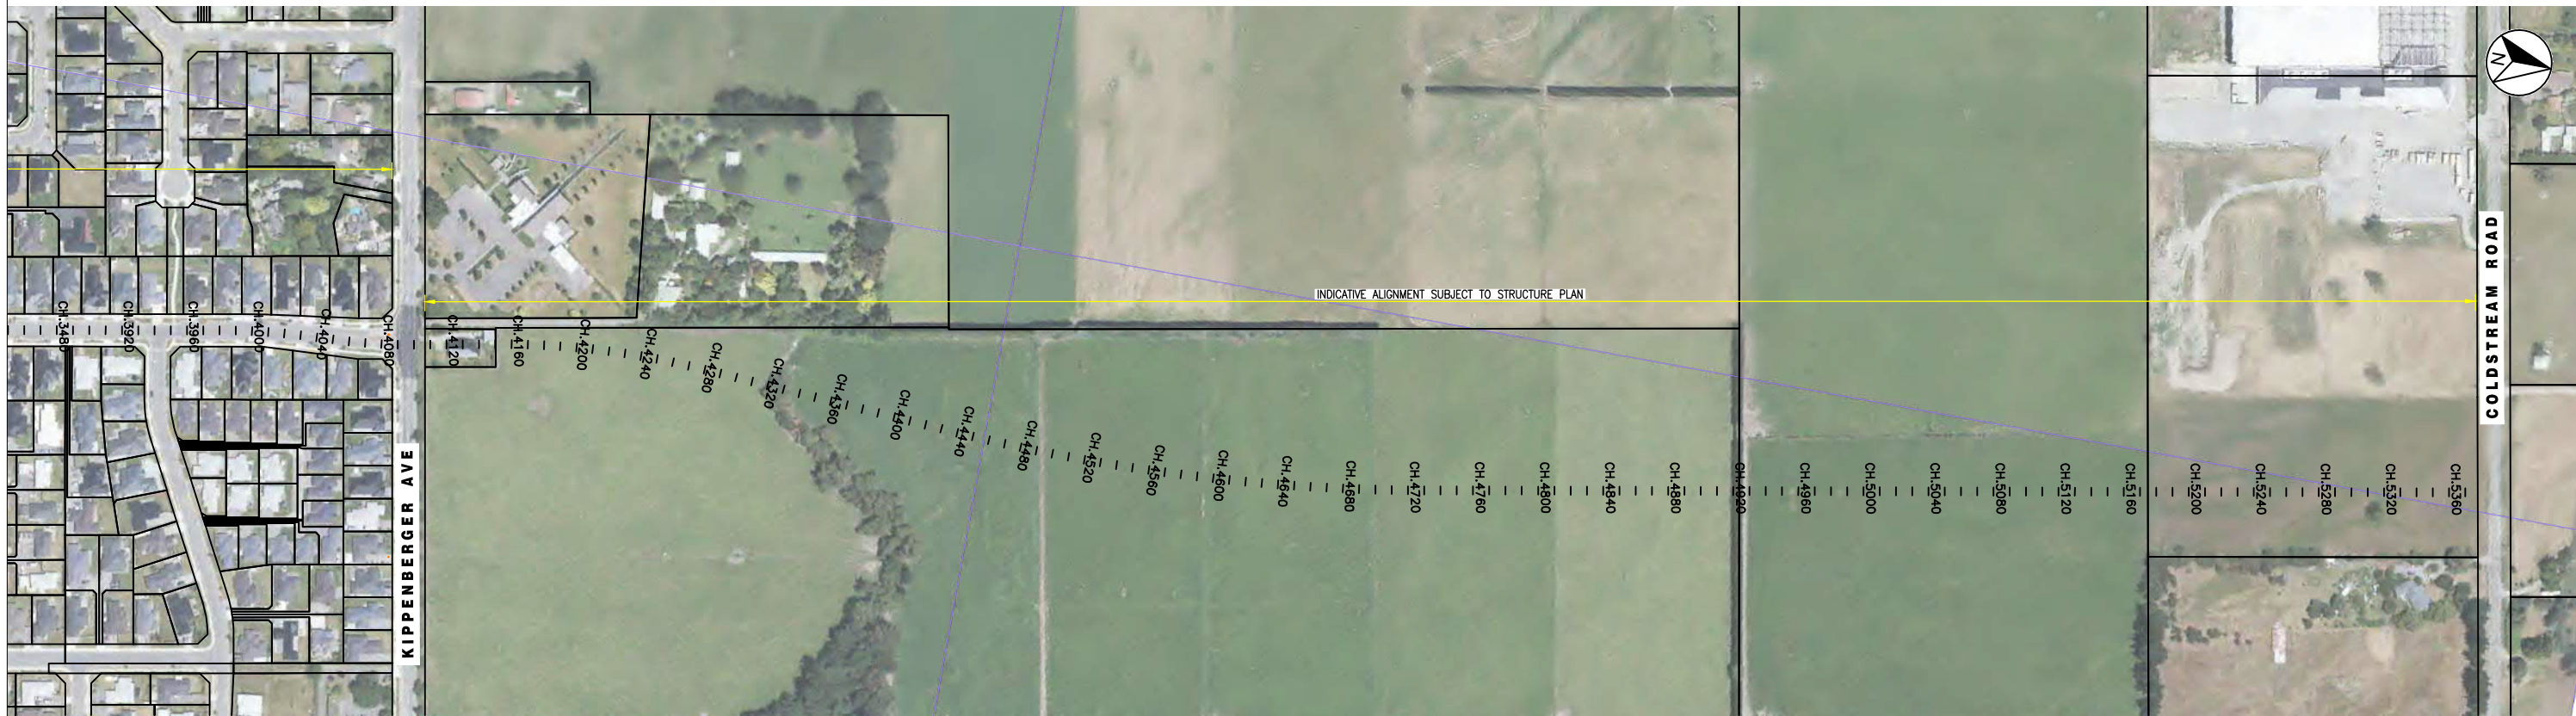 N
INDICATIVE ALIGNMENT SUBJECT TO STRUCTURE PLAN
KIPPENBERGER AVE
COLDSTREAM ROAD
CH.3480
CH.3920
CH.3960
CH.4000
CH.4040
CH.4080
CH.4120
CH.4160
CH.4200
CH.4240
CH.4280
CH.4320
CH.4360
CH.4400
CH.4440
CH.4480
CH.4520
CH.4560
CH.4600
CH.4640
CH.4680
CH.4720
CH.4760
CH.4800
CH.4840
CH.4880
CH.4920
CH.4960
CH.5000
CH.5040
CH.5080
CH.5120
CH.5160
CH.5200
CH.5240
CH.5280
CH.5320
CH.5360